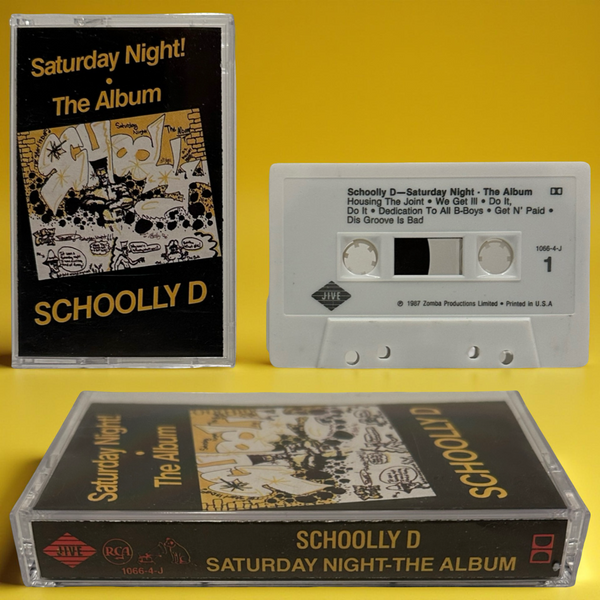 Saturday Night!
•
The Album
SCHOOLLY D
Schoolly D—Saturday Night - The Album
Housing The Joint • We Get Ill • Do It,
Do It • Dedication To All B-Boys • Get N' Paid •
Dis Groove Is Bad
1066-4-J
1
JIVE
℗ 1987 Zomba Productions Limited • Printed in U.S.A
Saturday Night!
•
The Album
SCHOOLLY D
JIVE
RCA
1066-4-J
SCHOOLLY D
SATURDAY NIGHT-THE ALBUM